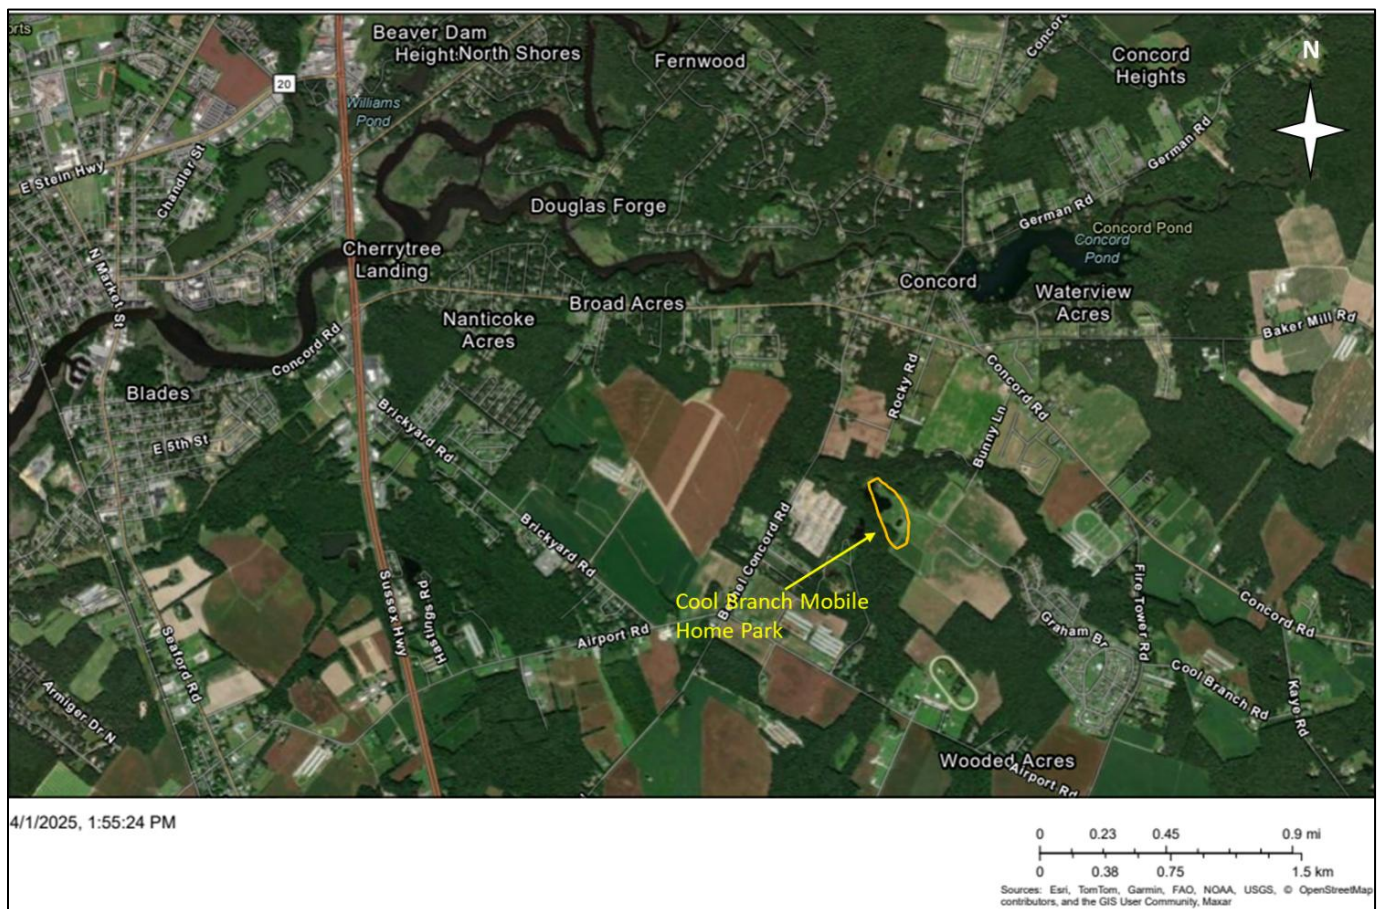 orts
Beaver Dam
Heights
North Shores
Fernwood
Concord
Concord
Heights
N
20
Williams
Pond
E Stein Hwy
Chandler St
German Rd
Douglas Forge
German Rd
Concord Pond
Concord
Pond
Cherrytree
Landing
N Market St
Concord
Broad Acres
Waterview
Acres
Nanticoke
Acres
Baker Mill Rd
Concord Rd
Blades
Rocky Rd
Concord Rd
E 5th St
Brickyard Rd
Bunny Ln
Brickyard Rd
Bethel Concord Rd
Cool Branch Mobile
Home Park
Sussex Hwy
Hastings Rd
Airport Rd
Fire Tower Rd
Concord Rd
Graham Br
Cool Branch Rd
Kaye Rd
Seaford Rd
Armiger Dr N
Wooded Acres
Airport Rd
4/1/2025, 1:55:24 PM
0 0.23 0.45 0.9 mi
0 0.38 0.75 1.5 km
Sources: Esri, TomTom, Garmin, FAO, NOAA, USGS, © OpenStreetMap
contributors, and the GIS User Community, Maxar